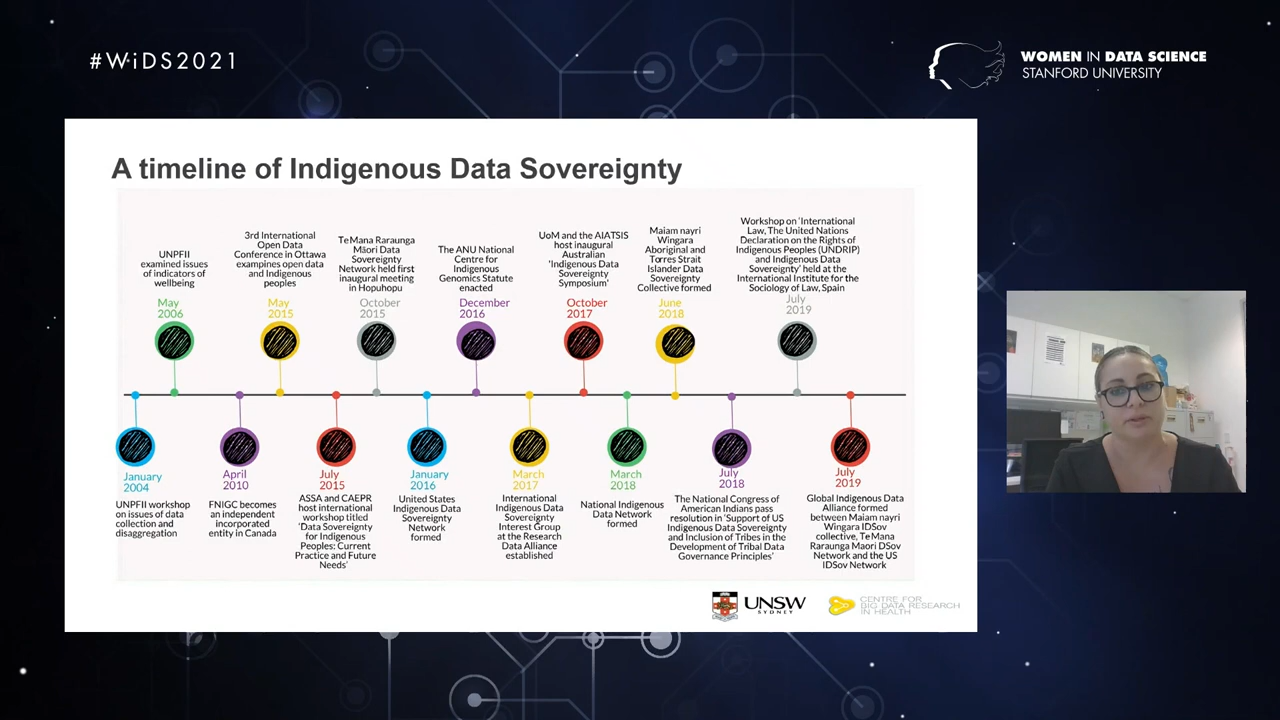 #WiDS2021
WOMEN IN DATA SCIENCE
STANFORD UNIVERSITY
A timeline of Indigenous Data Sovereignty
UNPFII
examined issues
of indicators of
wellbeing
May
2006
3rd International
Open Data
Conference in Ottawa
exampines open data
and Indigenous
peoples
May
2015
Te Mana Raraunga
Māori Data
Sovereignty
Network held first
inaugural meeting
in Hopuhopu
October
2015
The ANU National
Centre for
Indigenous
Genomics Statute
enacted
December
2016
UoM and the AIATSIS
host inaugural
Australian
'Indigenous Data
Sovereignty
Symposium'
October
2017
Maiam nayri
Wingara
Aboriginal and
Torres Strait
Islander Data
Sovereignty
Collective formed
June
2018
Workshop on 'International
Law, The United Nations
Declaration on the Rights of
Indigenous Peoples (UNDRIP)
and Indigenous Data
Sovereignty' held at the
International Institute for the
Sociology of Law, Spain
July
2019
January
2004
UNPFII workshop
on issues of data
collection and
disaggregation
April
2010
FNIGC becomes
an independent
incorporated
entity in Canada
July
2015
ASSA and CAEPR
host international
workshop titled
'Data Sovereignty
for Indigenous
Peoples: Current
Practice and Future
Needs'
January
2016
United States
Indigenous Data
Sovereignty
Network
formed
March
2017
International
Indigenous Data
Sovereignty
Interest Group
at the Research
Data Alliance
established
March
2018
National Indigenous
Data Network
formed
July
2018
The National Congress of
American Indians pass
resolution in 'Support of US
Indigenous Data Sovereignty
and Inclusion of Tribes in the
Development of Tribal Data
Governance Principles'
July
2019
Global Indigenous Data
Alliance formed
between Maiam nayri
Wingara IDSov
collective, Te Mana
Raraunga Maori DSov
Network and the US
IDSov Network
UNSW
SYDNEY
CENTRE FOR
BIG DATA RESEARCH
IN HEALTH